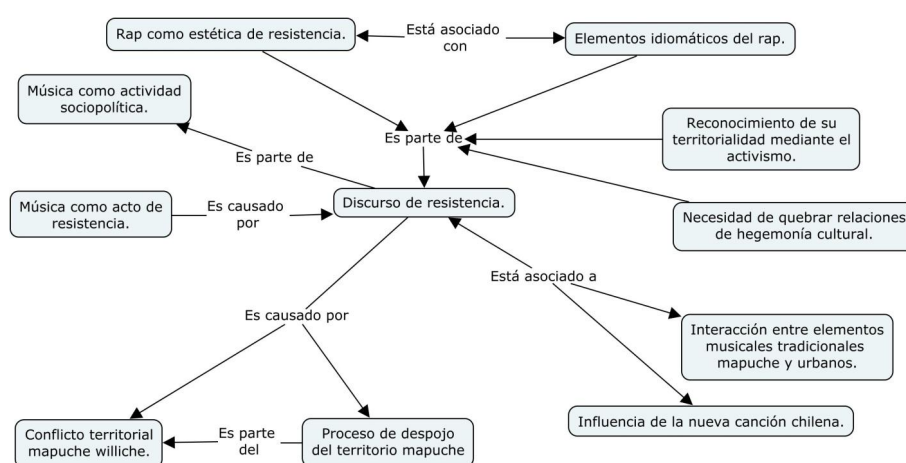 Rap como estética de resistencia.
Está asociado
con
Elementos idiomáticos del rap.
Música como actividad
sociopolítica.
Es parte de
Reconocimiento de su
territorialidad mediante el
activismo.
Es parte de
Música como acto de
resistencia.
Es causado
por
Discurso de resistencia.
Necesidad de quebrar relaciones
de hegemonía cultural.
Está asociado a
Es causado por
Interacción entre elementos
musicales tradicionales
mapuche y urbanos.
Influencia de la nueva canción chilena.
Conflicto territorial
mapuche williche.
Es parte
del
Proceso de despojo
del territorio mapuche